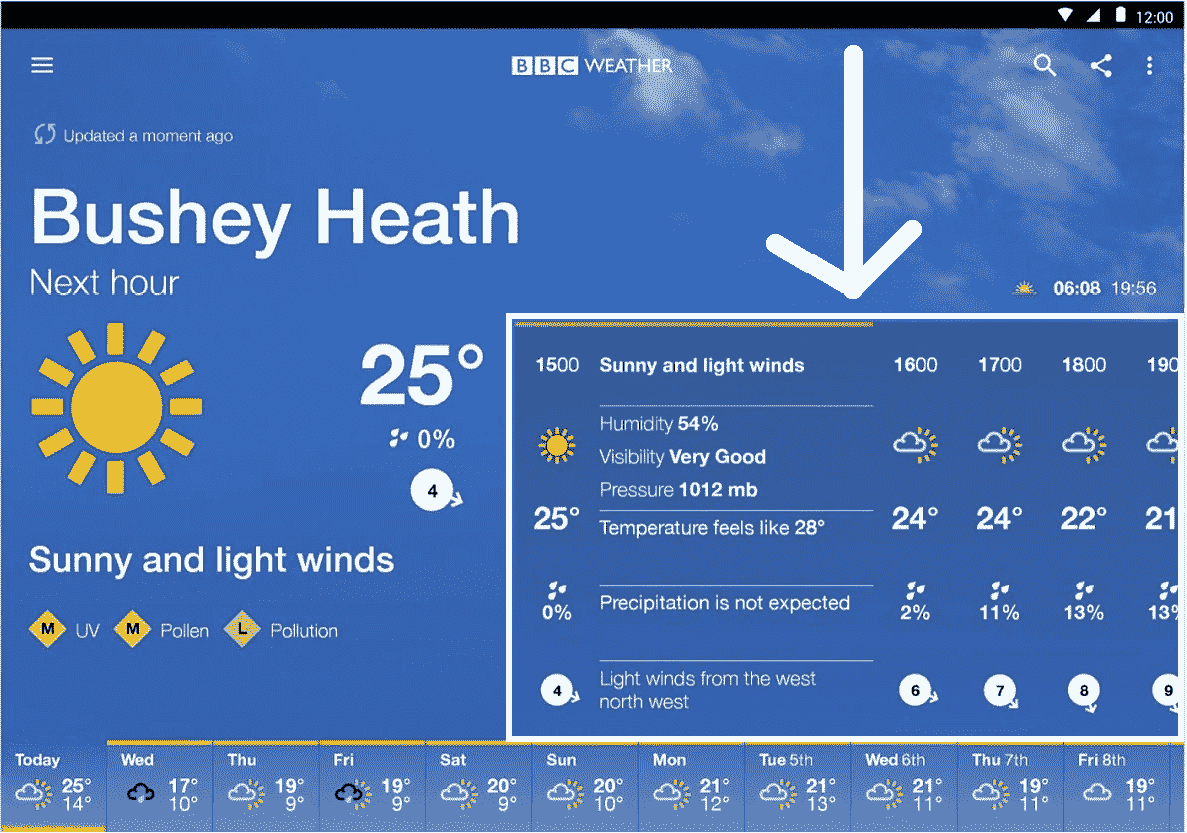 12:00
BBC WEATHER
Updated a moment ago
Bushey Heath
Next hour
06:08 19:56
25°
0%
4
Sunny and light winds
M UV M Pollen L Pollution
1500 Sunny and light winds 1600 1700 1800 190
Humidity 54%
Visibility Very Good
Pressure 1012 mb
25° Temperature feels like 28° 24° 24° 22° 21
0% Precipitation is not expected 2% 11% 13% 13%
4 Light winds from the west 6 7 8 9
north west
Today Wed Thu Fri Sat Sun Mon Tue 5th Wed 6th Thu 7th Fri 8th
25° 17° 19° 19° 20° 20° 21° 21° 21° 19° 19°
14° 10° 9° 9° 9° 10° 12° 13° 11° 11° 11°